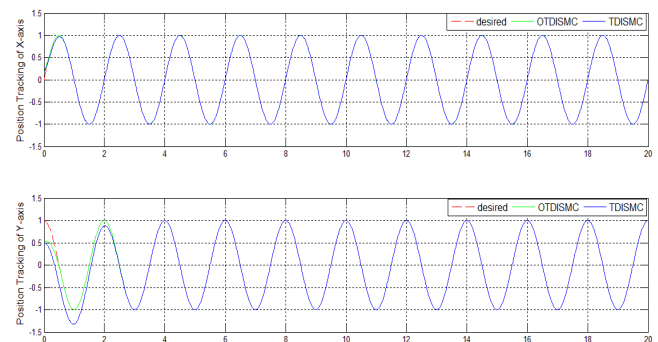 1.5
1
0.5
0
-0.5
-1
-1.5
Position Tracking of X-axis
desired OTDISMC TDISMC
0 2 4 6 8 10 12 14 16 18 20
1.5
1
0.5
0
-0.5
-1
-1.5
Position Tracking of Y-axis
desired OTDISMC TDISMC
0 2 4 6 8 10 12 14 16 18 20